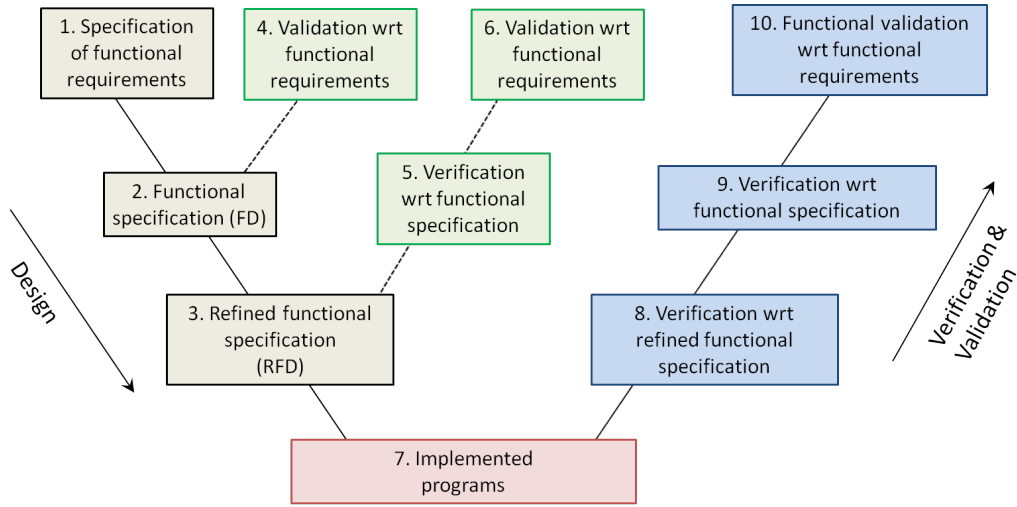 1. Specification
of functional
requirements
4. Validation wrt
functional
requirements
6. Validation wrt
functional
requirements
10. Functional validation
wrt functional
requirements
2. Functional
specification (FD)
5. Verification
wrt functional
specification
9. Verification wrt
functional specification
Design
3. Refined functional
specification
(RFD)
8. Verification wrt
refined functional
specification
Verification &
Validation
7. Implemented
programs